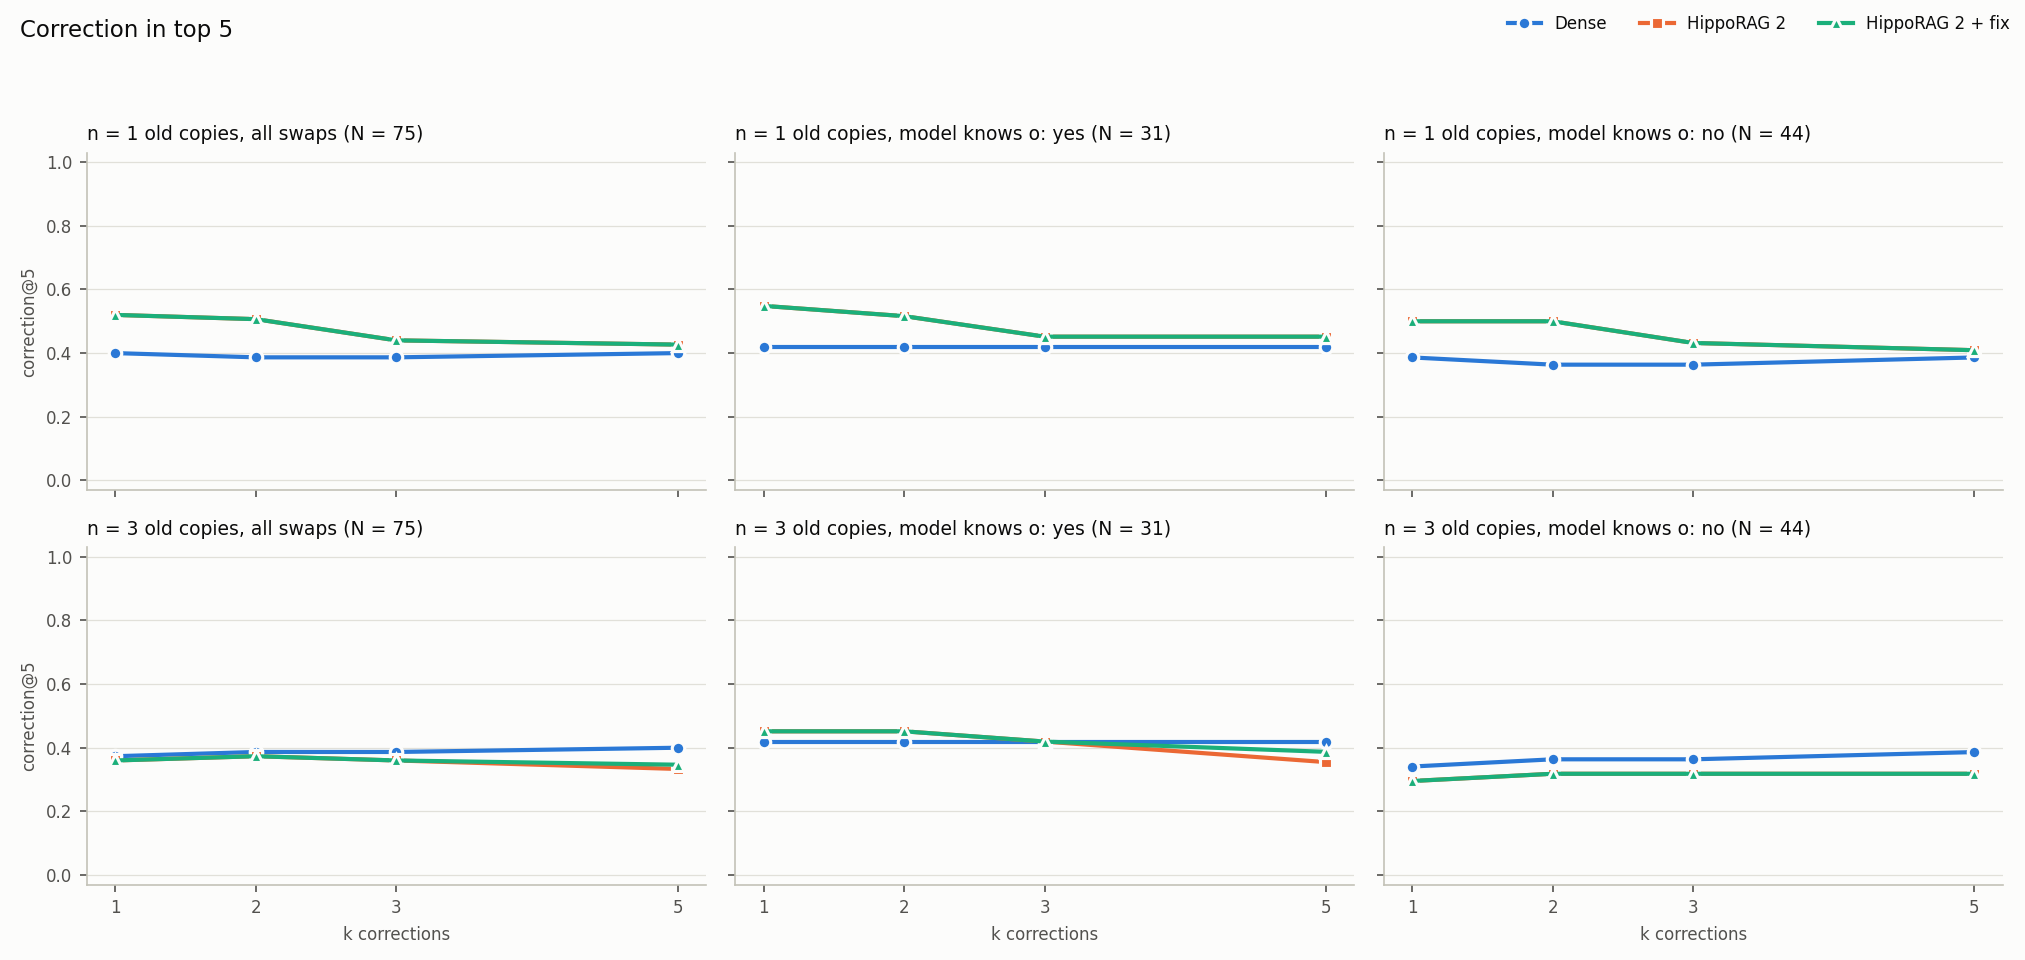 Correction in top 5
Dense
HippoRAG 2
HippoRAG 2 + fix
n = 1 old copies, all swaps (N = 75)
n = 1 old copies, model knows o: yes (N = 31)
n = 1 old copies, model knows o: no (N = 44)
correction@5
1.0
0.8
0.6
0.4
0.2
0.0
n = 3 old copies, all swaps (N = 75)
n = 3 old copies, model knows o: yes (N = 31)
n = 3 old copies, model knows o: no (N = 44)
correction@5
1.0
0.8
0.6
0.4
0.2
0.0
1 2 3 5
1 2 3 5
1 2 3 5
k corrections
k corrections
k corrections